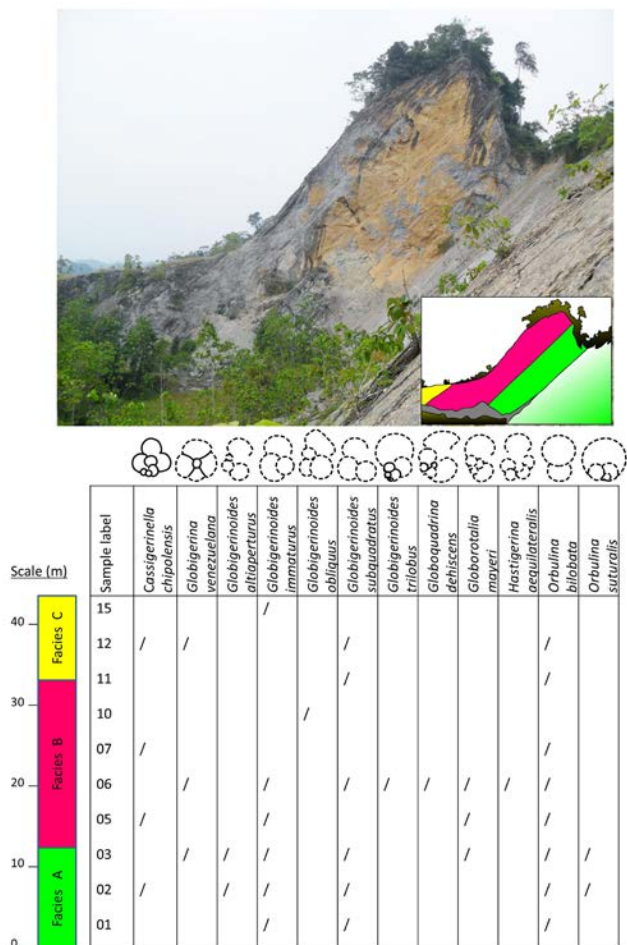 Scale (m)
Sample label
Cassigerinella
chipolensis
Globigerina
venezuelana
Globigerinoides
altiaperturus
Globigerinoides
immaturus
Globigerinoides
obliquus
Globigerinoides
subquadratus
Globigerinoides
trilobus
Globoquadrina
dehiscens
Globorotalia
mayeri
Hastigerina
aequilateralis
Orbulina
bilobata
Orbulina
suturalis
40
30
20
10
0
Facies C
Facies B
Facies A
15 /
12 / / / /
11 / /
10 /
07 / /
06 / / / / / / / /
05 / / / /
03 / / / / / / /
02 / / / / / /
01 / / /